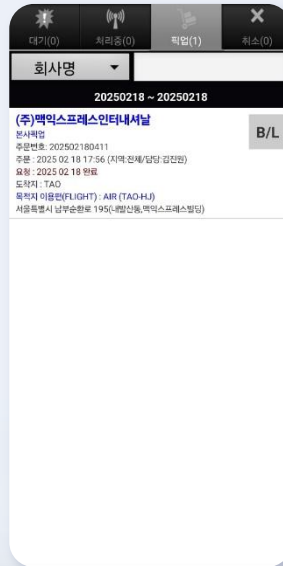 대기(0) 처리중(0) 픽업(1) 취소(0)
회사명
20250218 ~ 20250218
(주)맥익스프레스인터내셔날
본사픽업
B/L
주문번호: 202502180411
주문 : 2025 02 18 17:56 (지역:전체/담당:김진원)
요청 : 2025 02 18 완료
도착지 : TAO
목적지 이용편(FLIGHT) : AIR (TAO-HJ)
서울특별시 남부순환로 195(내발산동,맥익스프레스빌딩)